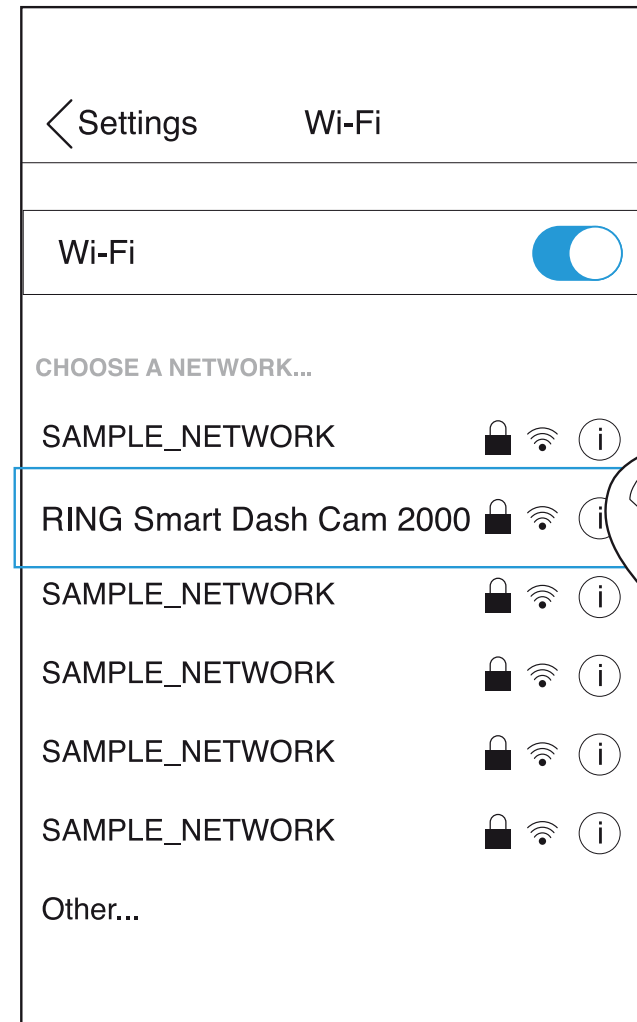 Settings Wi-Fi
Wi-Fi
CHOOSE A NETWORK...
SAMPLE_NETWORK
RING Smart Dash Cam 2000
SAMPLE_NETWORK
SAMPLE_NETWORK
SAMPLE_NETWORK
SAMPLE_NETWORK
Other...